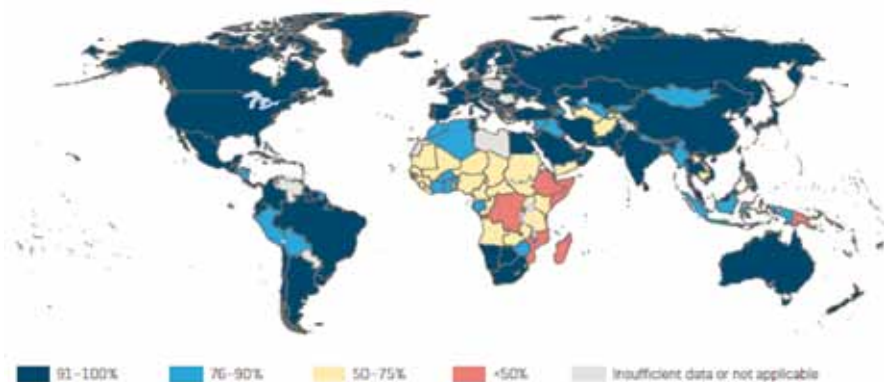 91–100% 76–90% 50–75% <50% Insufficient data or not applicable